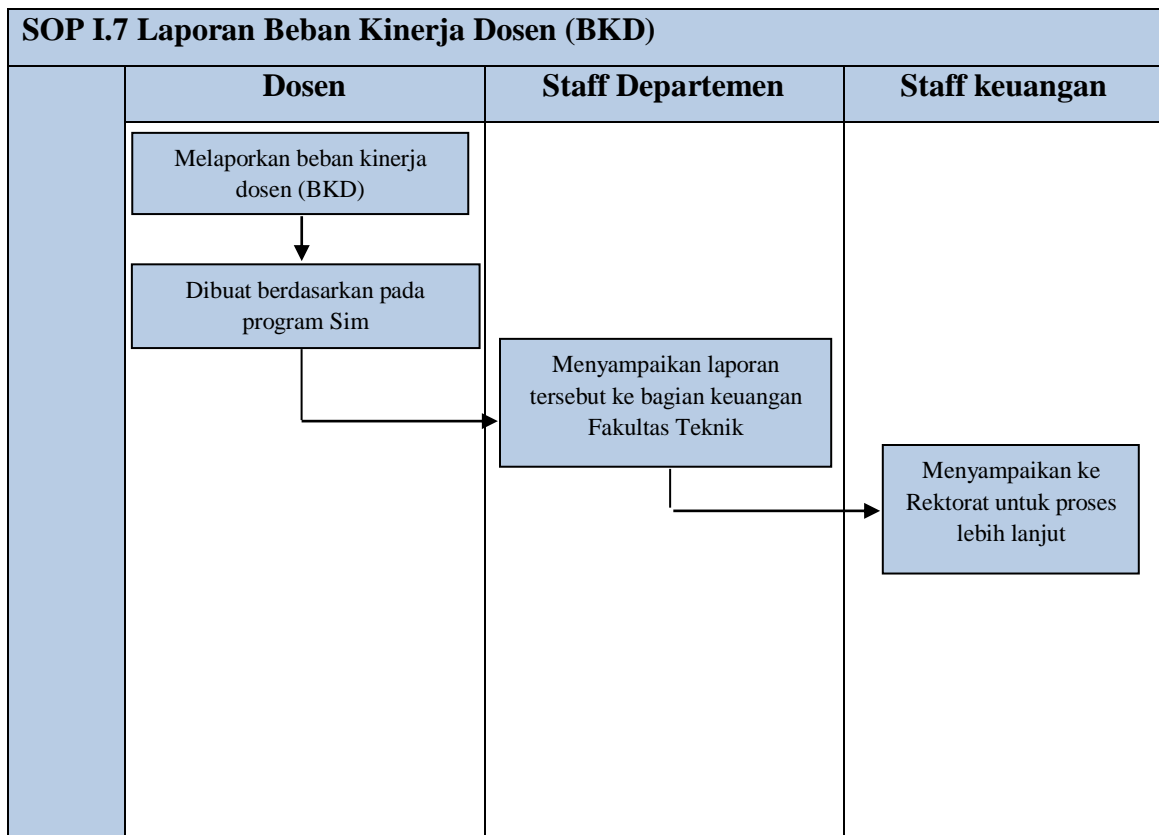 SOP I.7 Laporan Beban Kinerja Dosen (BKD)
Dosen
Staff Departemen
Staff keuangan
Melaporkan beban kinerja
dosen (BKD)
Dibuat berdasarkan pada
program Sim
Menyampaikan laporan
tersebut ke bagian keuangan
Fakultas Teknik
Menyampaikan ke
Rektorat untuk proses
lebih lanjut